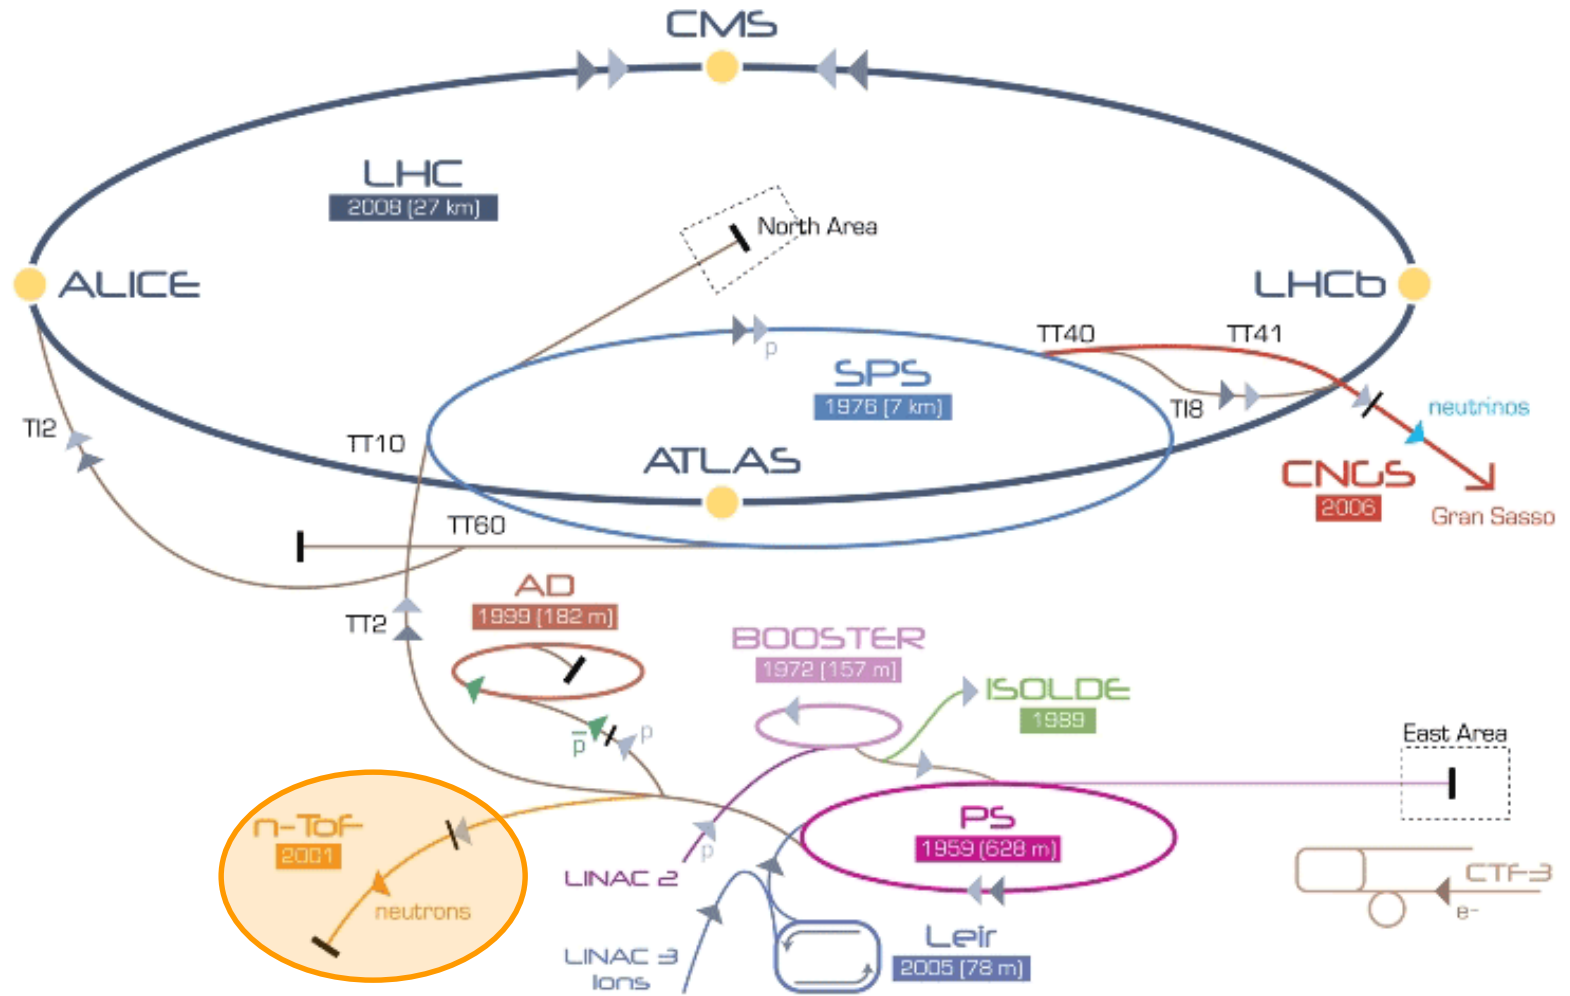 CMS
LHC
2008 (27 km)
North Area
ALICE
LHCb
TT40
TT41
p
SPS
1976 (7 km)
TI8
neutrinos
TI2
TT10
ATLAS
CNGS
2006
Gran Sasso
TT60
AD
1999 (182 m)
TT2
BOOSTER
1972 (157 m)
ISOLDE
1989
p̅
p
East Area
n-ToF
2001
PS
1959 (628 m)
p
LINAC 2
neutrons
CTF-3
e-
Leir
2005 (78 m)
LINAC 3
Ions